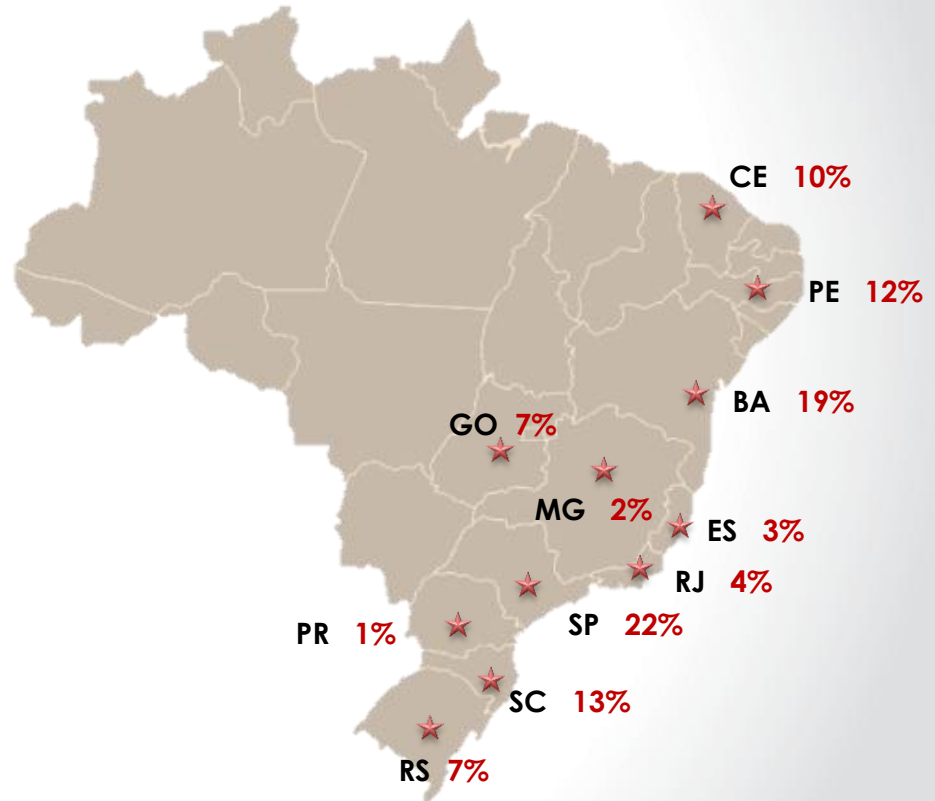 CE 10%
PE 12%
BA 19%
GO 7%
MG 2%
ES 3%
RJ 4%
SP 22%
PR 1%
SC 13%
RS 7%